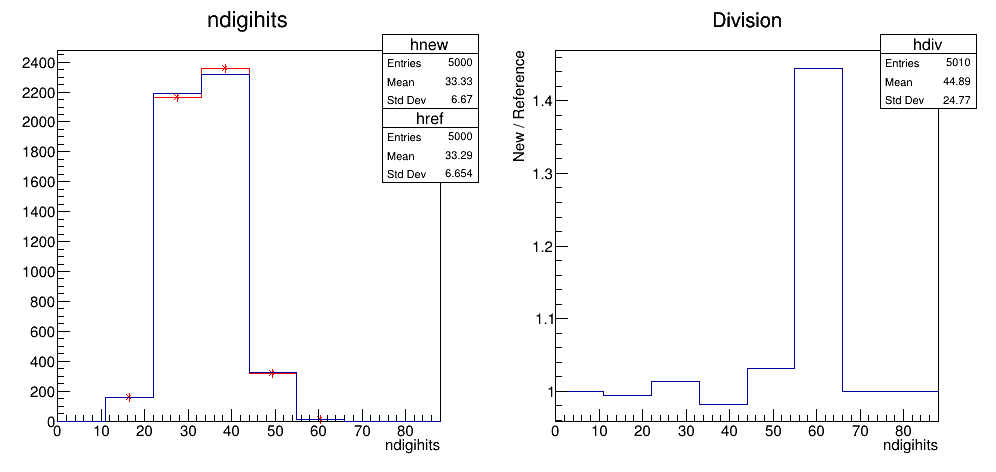 ndigihits
hnew
Entries 5000
Mean 33.33
Std Dev 6.67
href
Entries 5000
Mean 33.29
Std Dev 6.654
2400
2200
2000
1800
1600
1400
1200
1000
800
600
400
200
0
0 10 20 30 40 50 60 70 80
ndigihits
Division
hdiv
Entries 5010
Mean 44.89
Std Dev 24.77
New / Reference
1.4
1.3
1.2
1.1
1
0 10 20 30 40 50 60 70 80
ndigihits